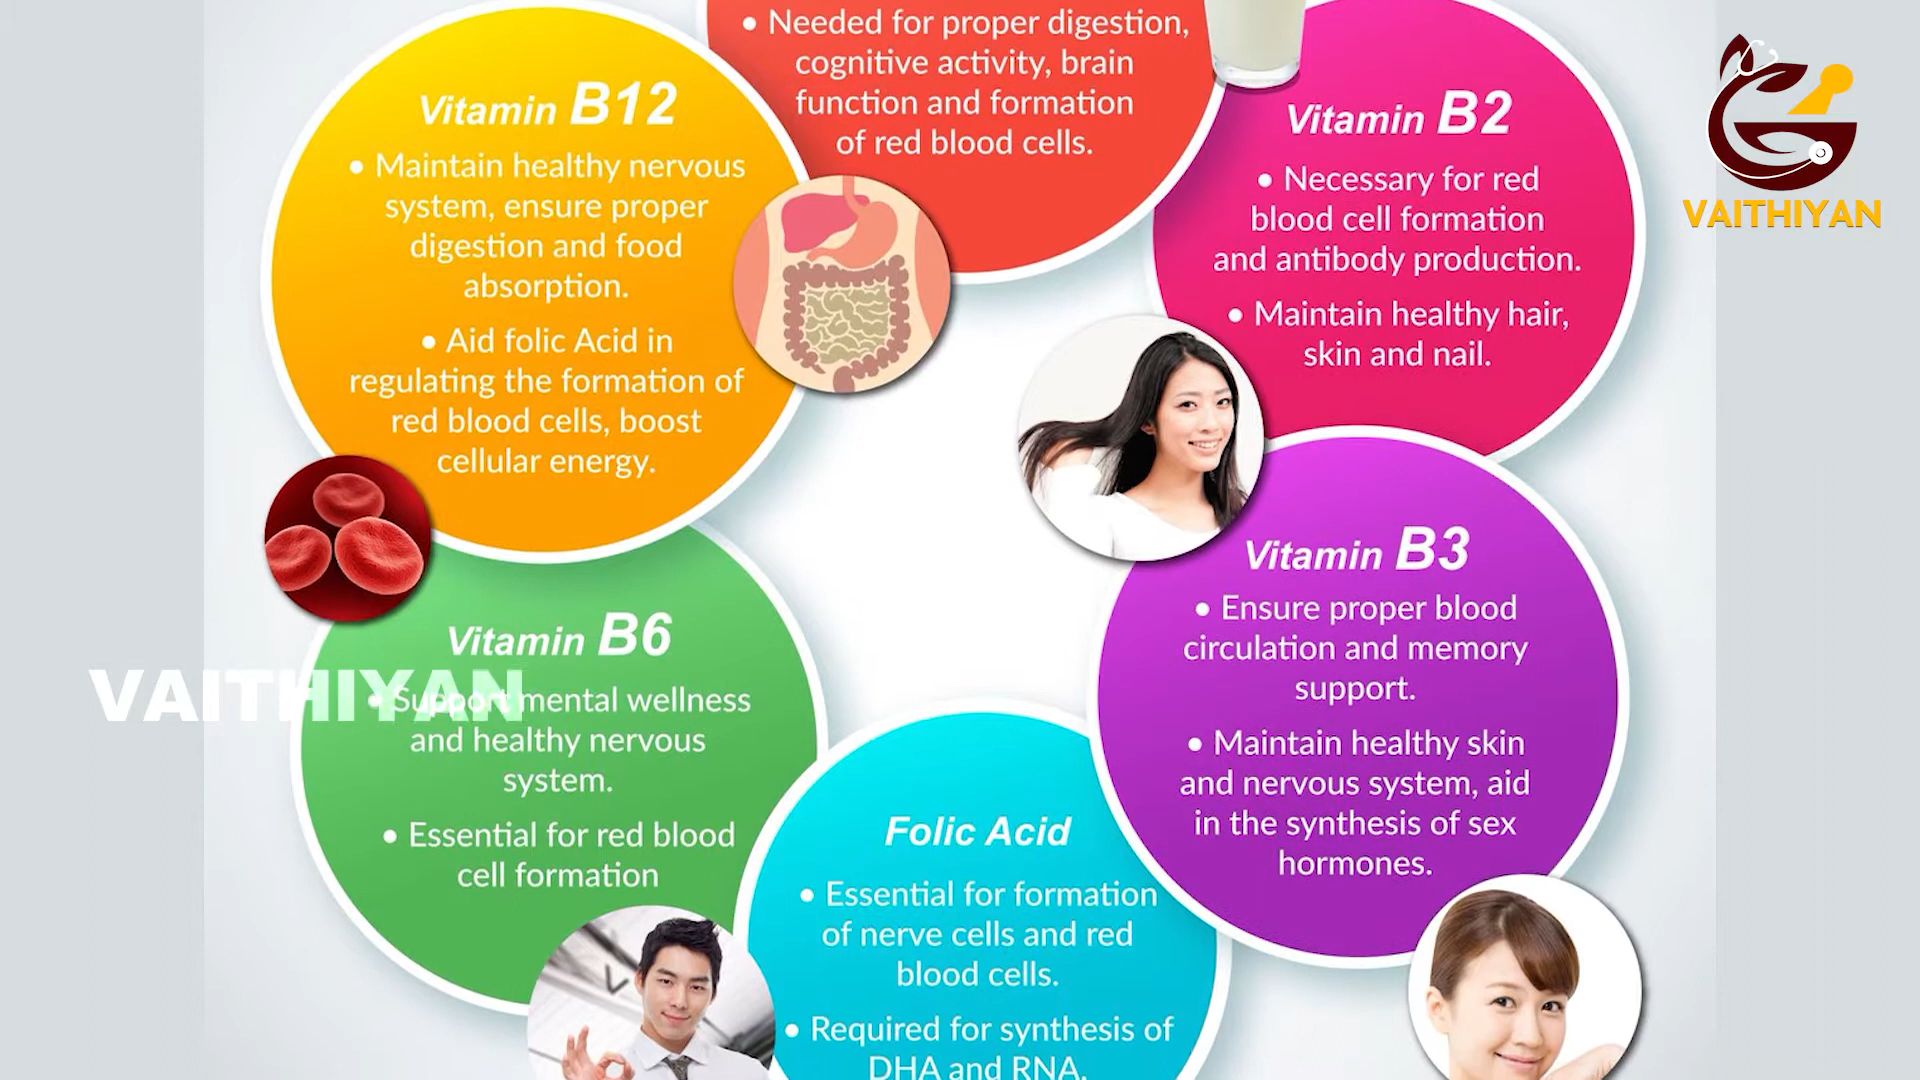 • Needed for proper digestion,
cognitive activity, brain
function and formation
of red blood cells.
Vitamin B12
• Maintain healthy nervous
system, ensure proper
digestion and food
absorption.
• Aid folic Acid in
regulating the formation of
red blood cells, boost
cellular energy.
Vitamin B2
• Necessary for red
blood cell formation
and antibody production.
• Maintain healthy hair,
skin and nail.
VAITHIYAN
Vitamin B3
• Ensure proper blood
circulation and memory
support.
• Maintain healthy skin
and nervous system, aid
in the synthesis of sex
hormones.
Vitamin B6
• Support mental wellness
and healthy nervous
system.
• Essential for red blood
cell formation
VAITHIYAN
Folic Acid
• Essential for formation
of nerve cells and red
blood cells.
• Required for synthesis of
DHA and RNA.